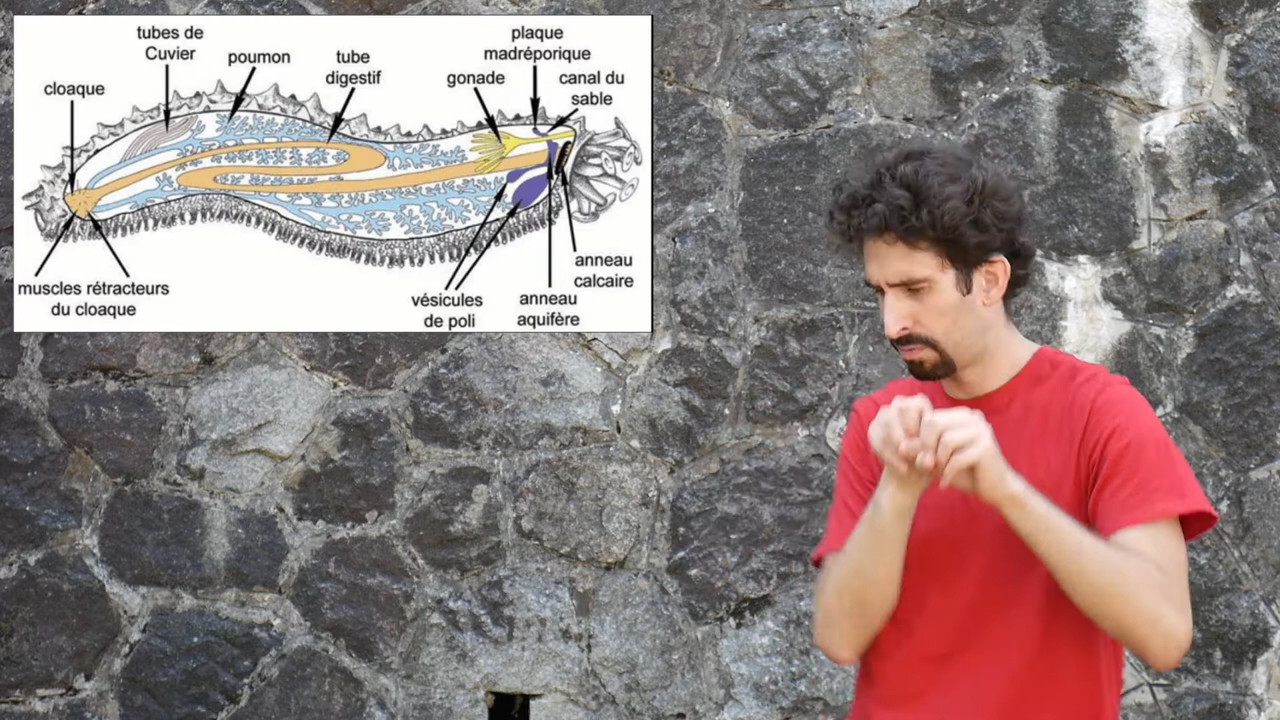 tubes de
Cuvier
poumon
tube
digestif
plaque
madréporique
gonade
canal du
sable
cloaque
muscles rétracteurs
du cloaque
vésicules
de poli
anneau
aquifère
anneau
calcaire